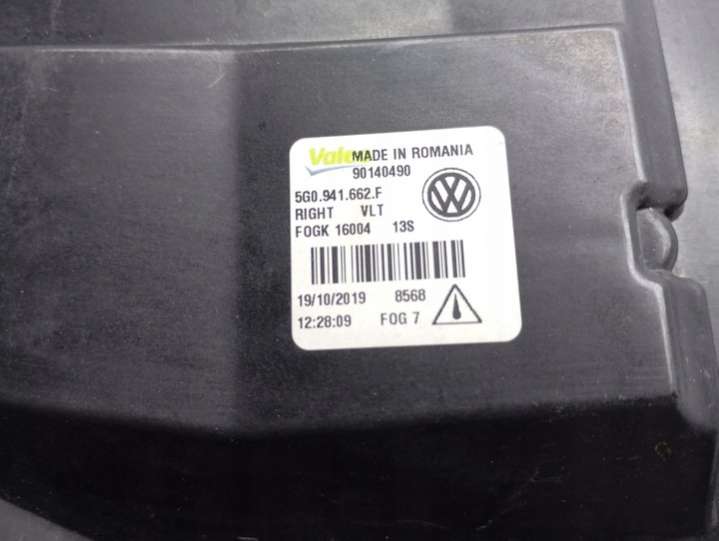 Valeo MADE IN ROMANIA
90140490
5G0.941.662.F
RIGHT VLT
FOGK 16004 13S
19/10/2019 8568
12:28:09 FOG 7